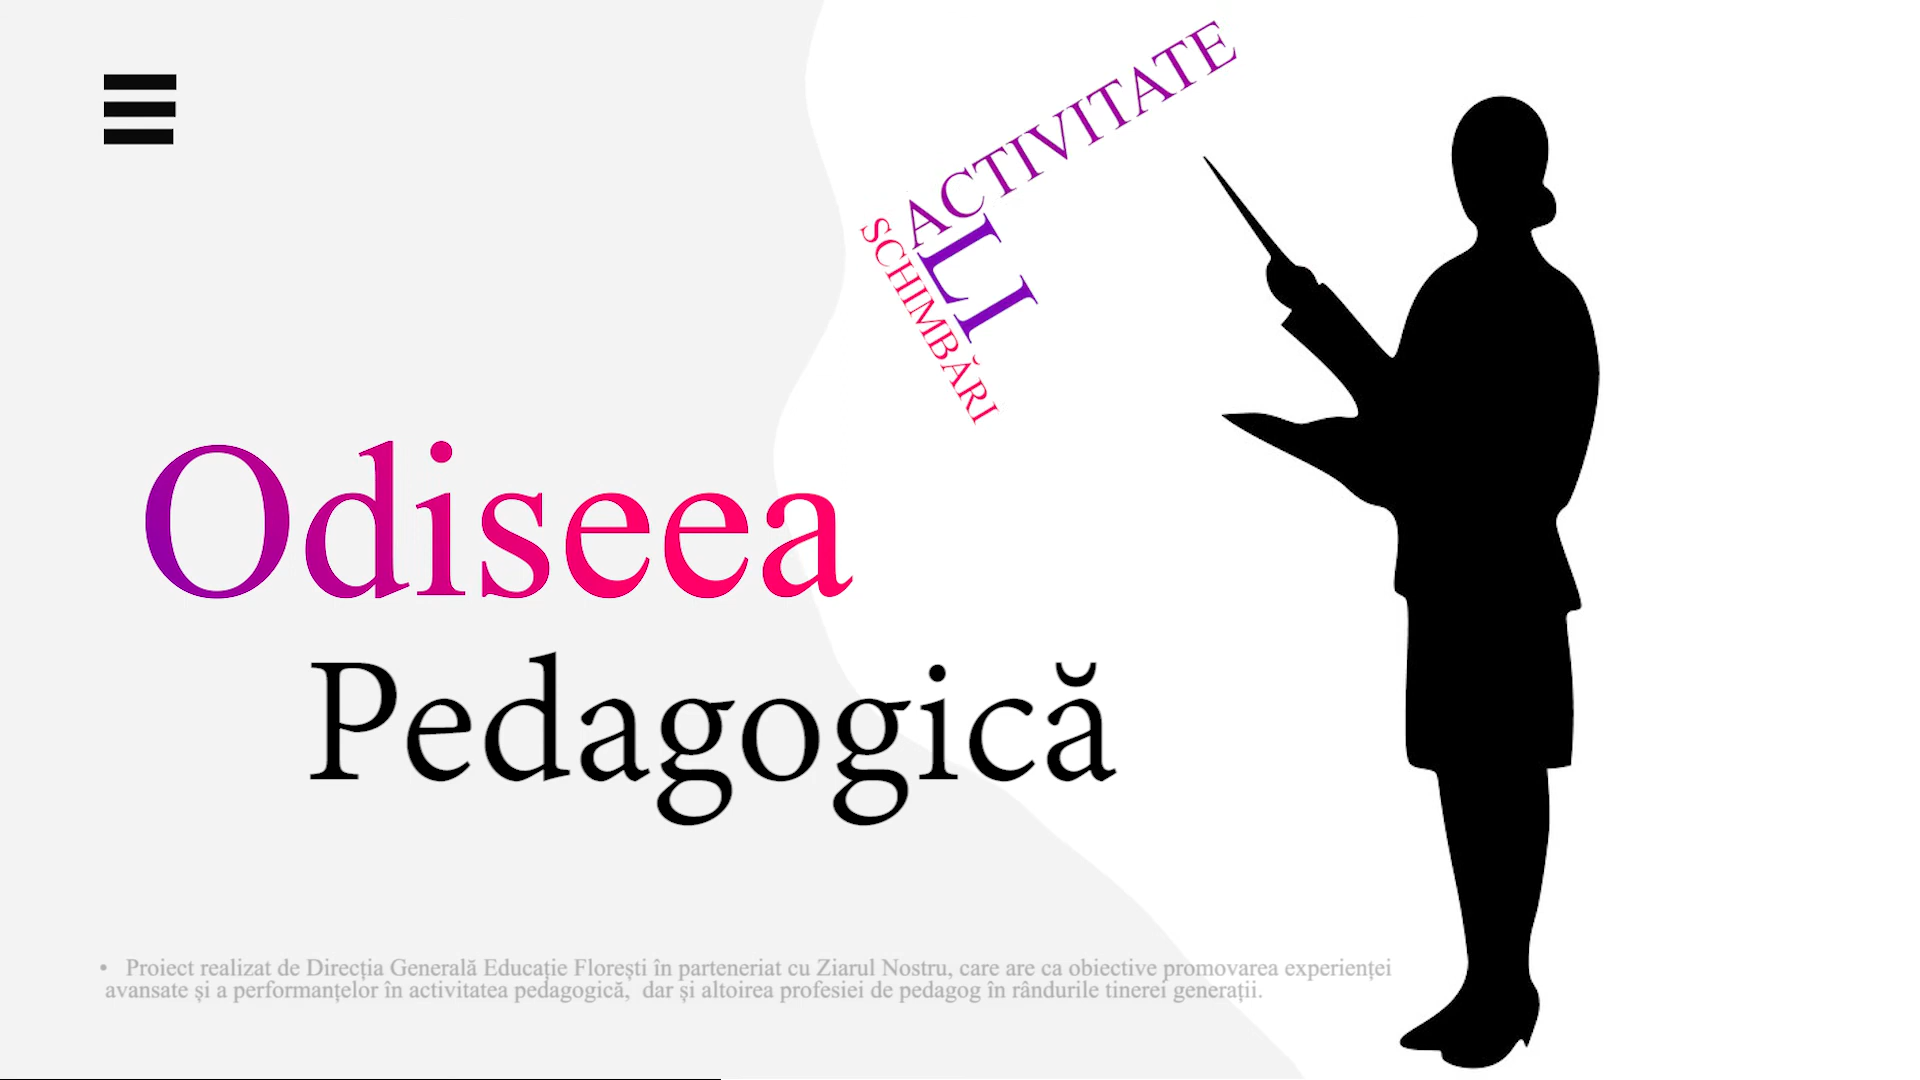 ACTIVITATE
LI
SCHIMBĂRI
Odiseea
Pedagogică
• Proiect realizat de Direcția Generală Educație Florești în parteneriat cu Ziarul Nostru, care are ca obiective promovarea experienței
avansate și a performanțelor în activitatea pedagogică, dar și altoirea profesiei de pedagog în rândurile tinerei generații.